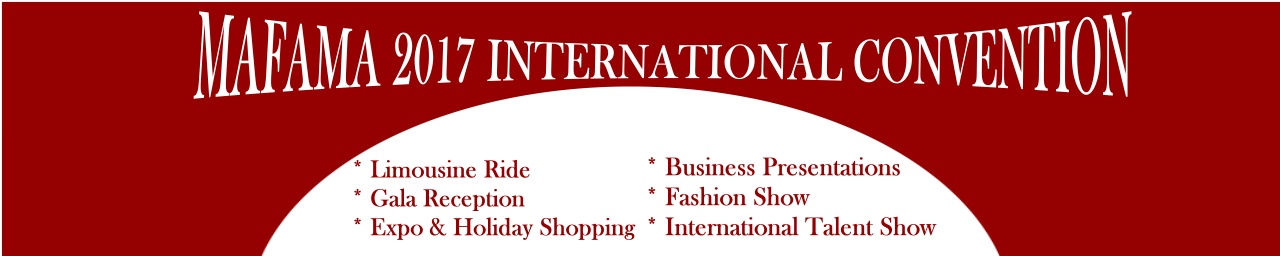 MAFAMA 2017 INTERNATIONAL CONVENTION
* Limousine Ride
* Gala Reception
* Expo & Holiday Shopping
* Business Presentations
* Fashion Show
* International Talent Show